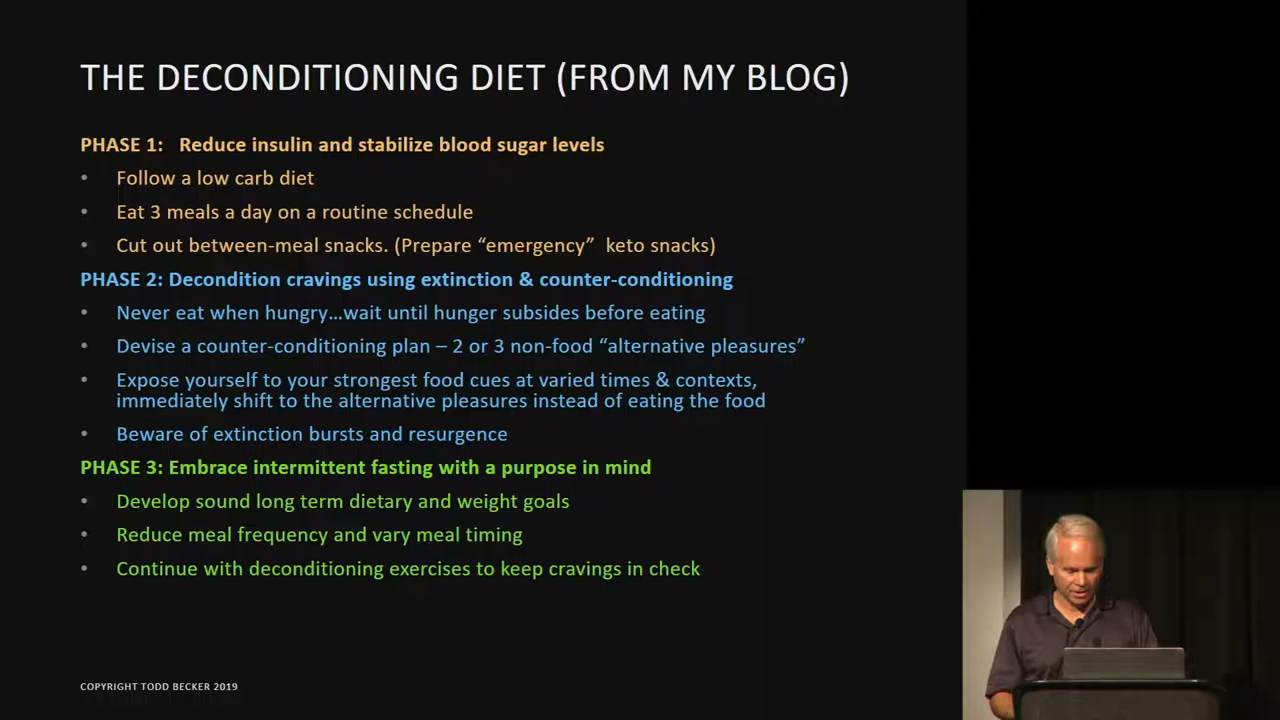 THE DECONDITIONING DIET (FROM MY BLOG)
PHASE 1: Reduce insulin and stabilize blood sugar levels
• Follow a low carb diet
• Eat 3 meals a day on a routine schedule
• Cut out between-meal snacks. (Prepare “emergency” keto snacks)
PHASE 2: Decondition cravings using extinction & counter-conditioning
• Never eat when hungry…wait until hunger subsides before eating
• Devise a counter-conditioning plan – 2 or 3 non-food “alternative pleasures”
• Expose yourself to your strongest food cues at varied times & contexts,
immediately shift to the alternative pleasures instead of eating the food
• Beware of extinction bursts and resurgence
PHASE 3: Embrace intermittent fasting with a purpose in mind
• Develop sound long term dietary and weight goals
• Reduce meal frequency and vary meal timing
• Continue with deconditioning exercises to keep cravings in check
COPYRIGHT TODD BECKER 2019